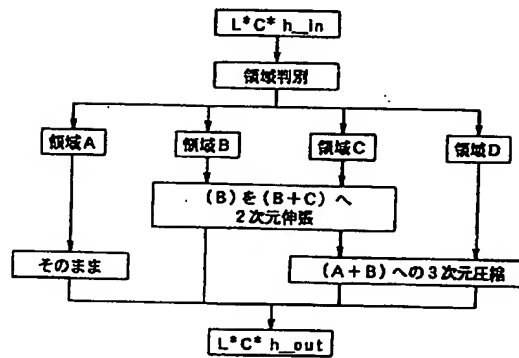 L*C* h_in
領域判別
領域A
領域B
領域C
領域D
(B)を(B+C)へ
2次元伸張
そのまま
(A+B)への3次元圧縮
L*C* h_out